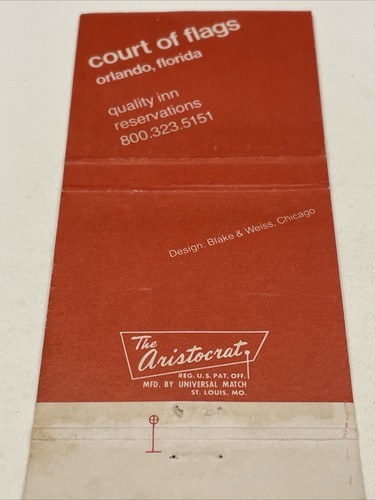 court of flags
orlando, florida
quality inn
reservations
800.323.5151
Design: Blake & Weiss, Chicago
The
Aristocrat
REG. U.S. PAT. OFF.
MFD. BY UNIVERSAL MATCH
ST. LOUIS, MO.